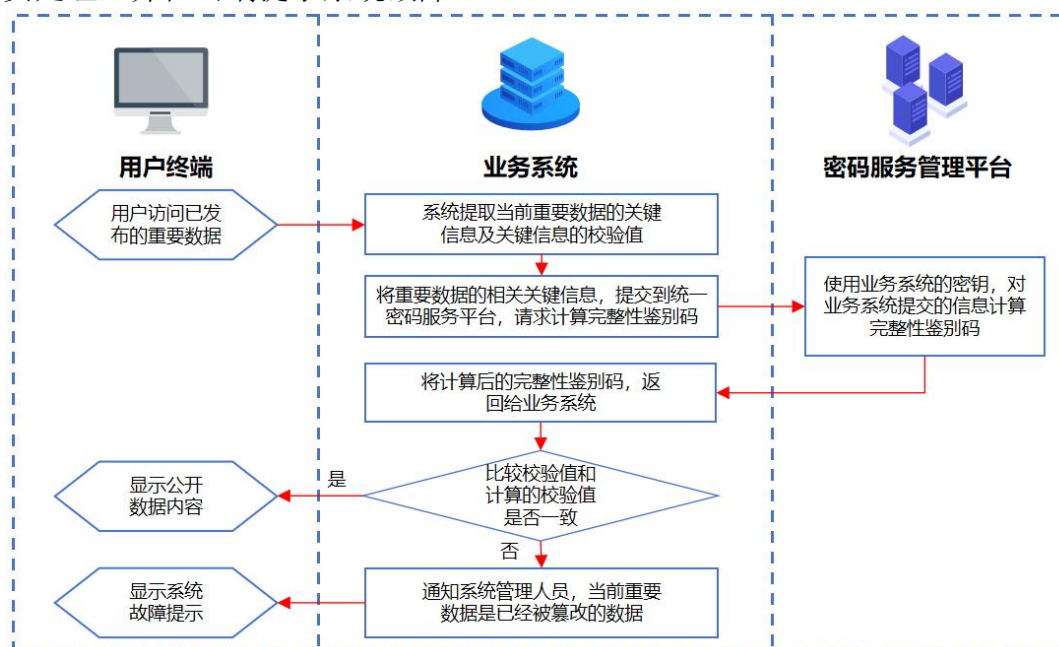 用户终端
业务系统
密码服务管理平台
用户访问已发
布的重要数据
系统提取当前重要数据的关键
信息及关键信息的校验值
将重要数据的相关关键信息，提交到统一
密码服务平台，请求计算完整性鉴别码
使用业务系统的密钥，对
业务系统提交的信息计算
完整性鉴别码
将计算后的完整性鉴别码，返
回给业务系统
比较校验值和
计算的校验值
是否一致
是
显示公开
数据内容
否
通知系统管理人员，当前重要
数据是已经被篡改的数据
显示系统
故障提示